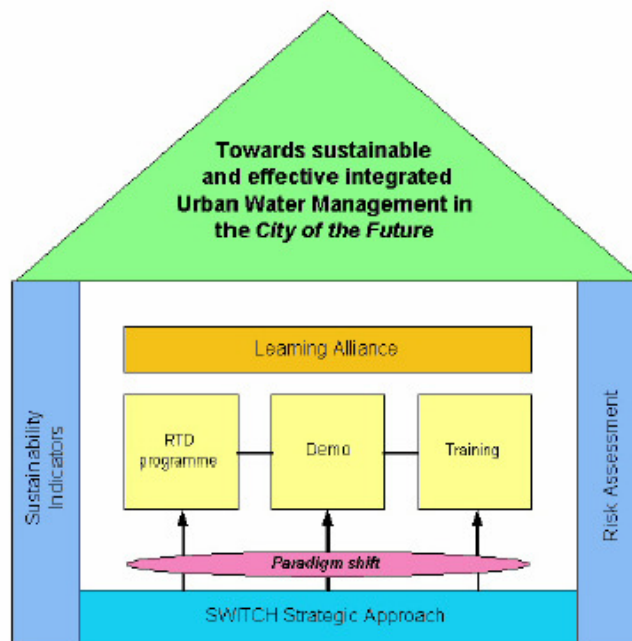 Towards sustainable
and effective integrated
Urban Water Management in
the City of the Future
Learning Alliance
Sustainability
Indicators
RTD
programme
Demo
Training
Risk Assessment
Paradigm shift
SWITCH Strategic Approach